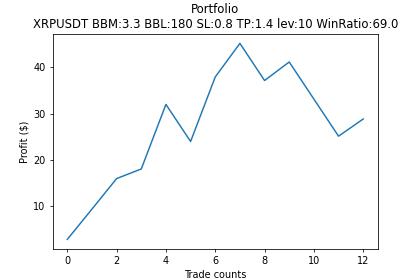 Portfolio
XRPUSDT BBM:3.3 BBL:180 SL:0.8 TP:1.4 lev:10 WinRatio:69.0
40
30
20
10
Profit ($)
0 2 4 6 8 10 12
Trade counts